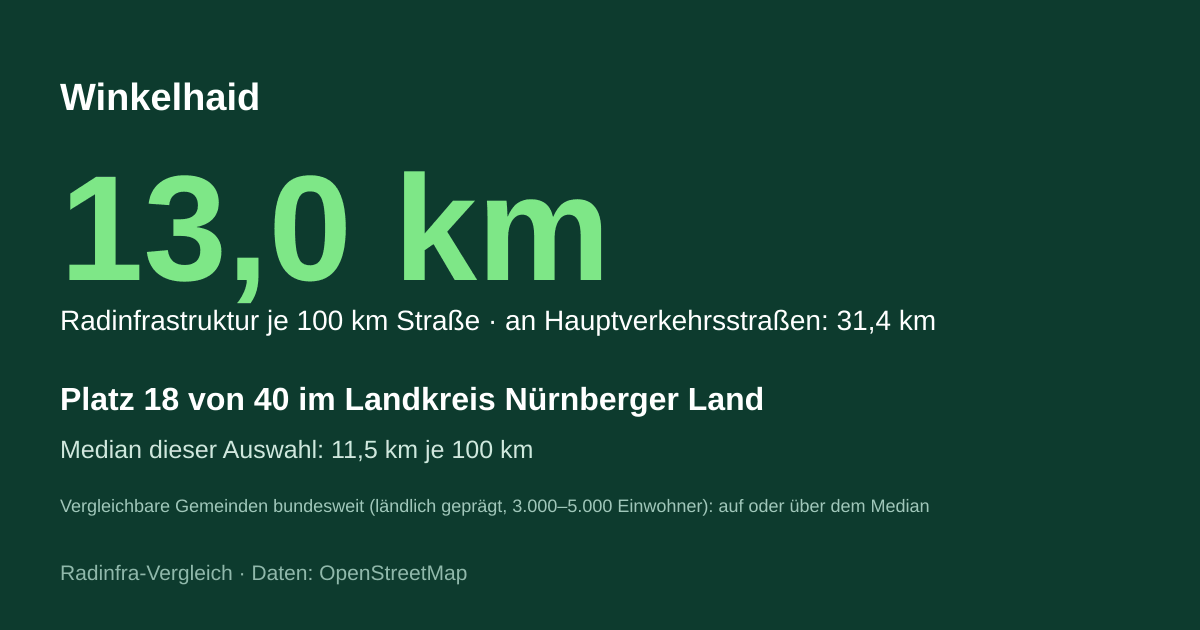 Winkelhaid
13,0 km
Radinfrastruktur je 100 km Straße · an Hauptverkehrsstraßen: 31,4 km
Platz 18 von 40 im Landkreis Nürnberger Land
Median dieser Auswahl: 11,5 km je 100 km
Vergleichbare Gemeinden bundesweit (ländlich geprägt, 3.000–5.000 Einwohner): auf oder über dem Median
Radinfra-Vergleich · Daten: OpenStreetMap